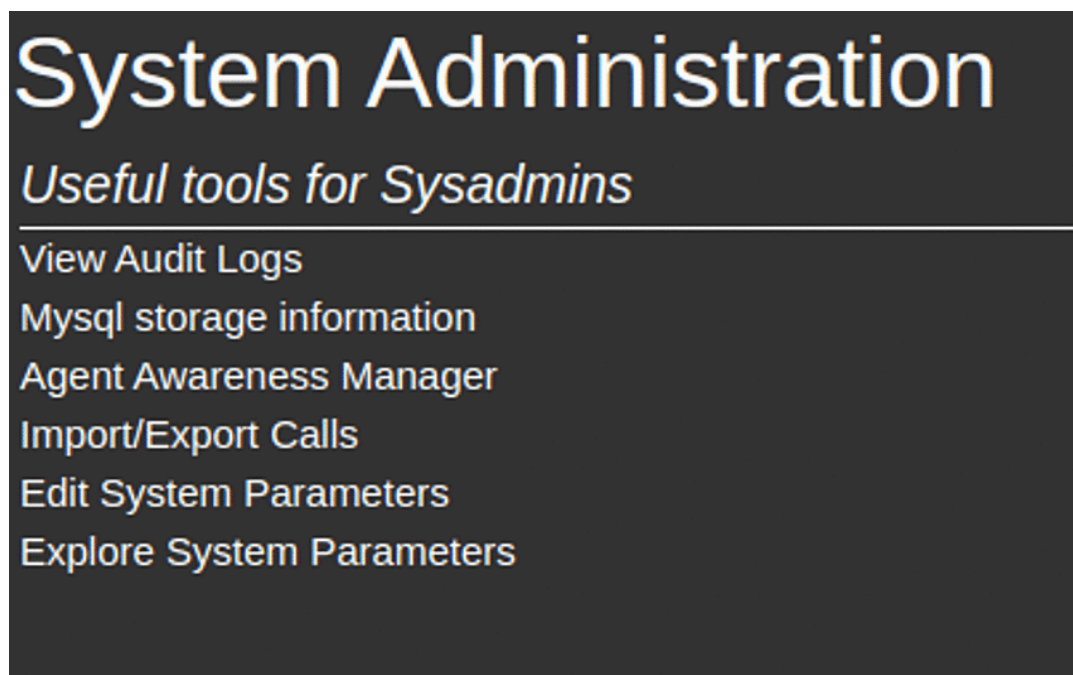 System Administration
Useful tools for Sysadmins
View Audit Logs
Mysql storage information
Agent Awareness Manager
Import/Export Calls
Edit System Parameters
Explore System Parameters